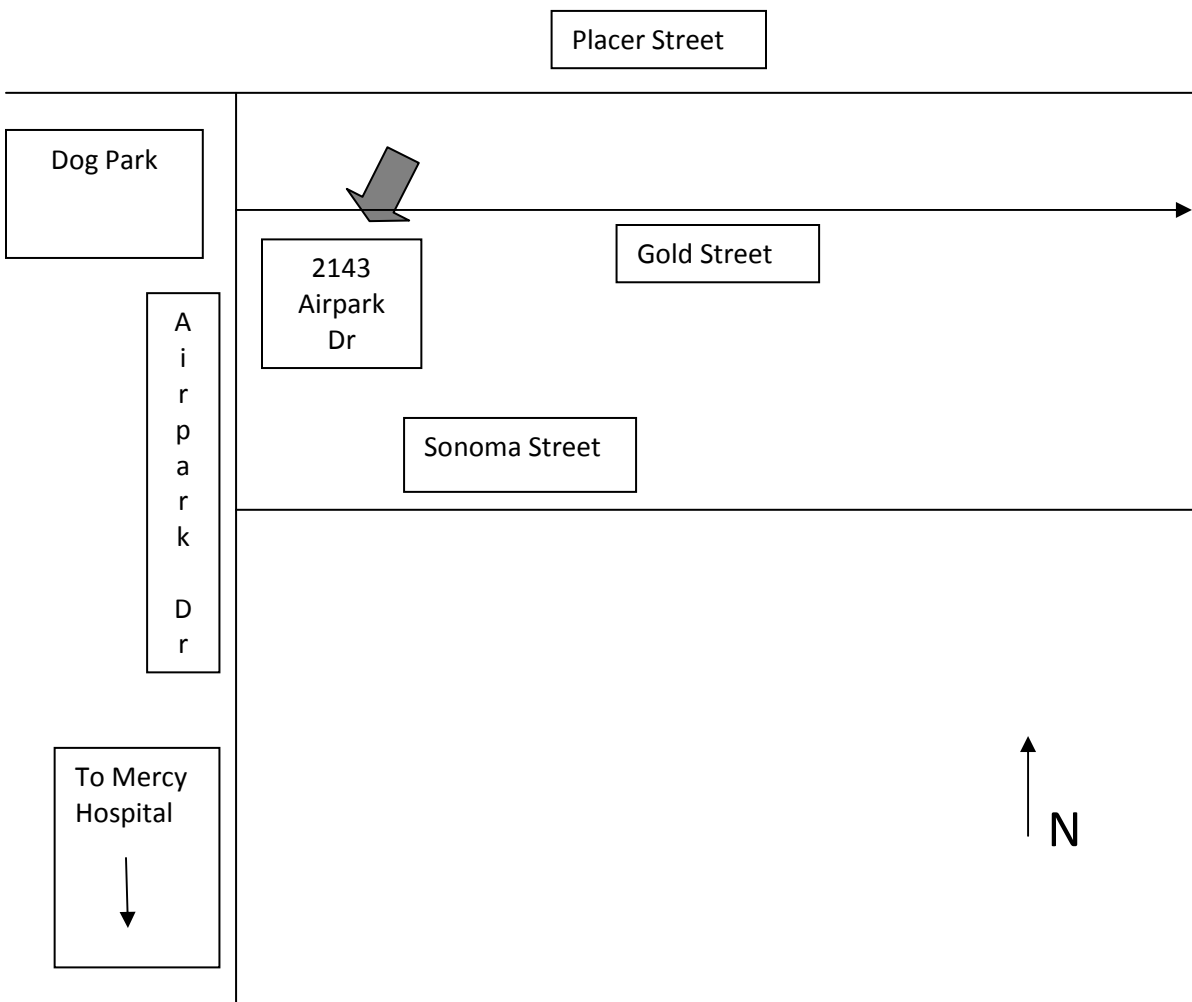 Placer Street
Dog Park
Gold Street
2143
Airpark
Dr
A
i
r
p
a
r
k
D
r
Sonoma Street
To Mercy
Hospital
N